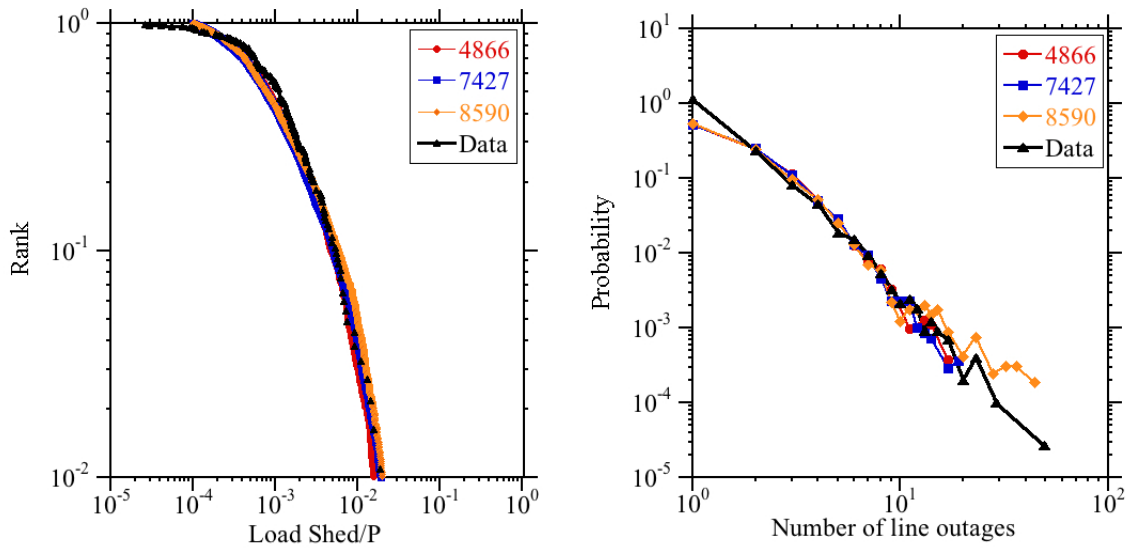 10^0
10^-1
10^-2
Rank
10^-5 10^-4 10^-3 10^-2 10^-1 10^0
Load Shed/P
4866
7427
8590
Data
10^1
10^0
10^-1
10^-2
10^-3
10^-4
10^-5
Probability
10^0 10^1 10^2
Number of line outages
4866
7427
8590
Data